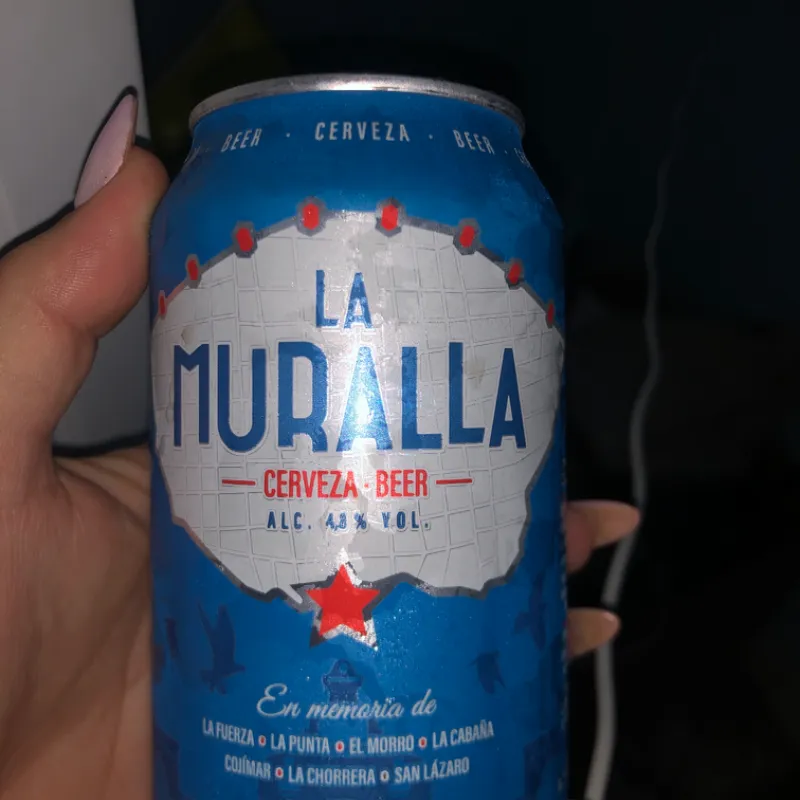 BEER · CERVEZA · BEER ·
LA
MURALLA
CERVEZA · BEER
ALC. 4,8 % VOL.
En memoria de
LA FUERZA LA PUNTA EL MORRO LA CABAÑA
COJÍMAR LA CHORRERA SAN LÁZARO